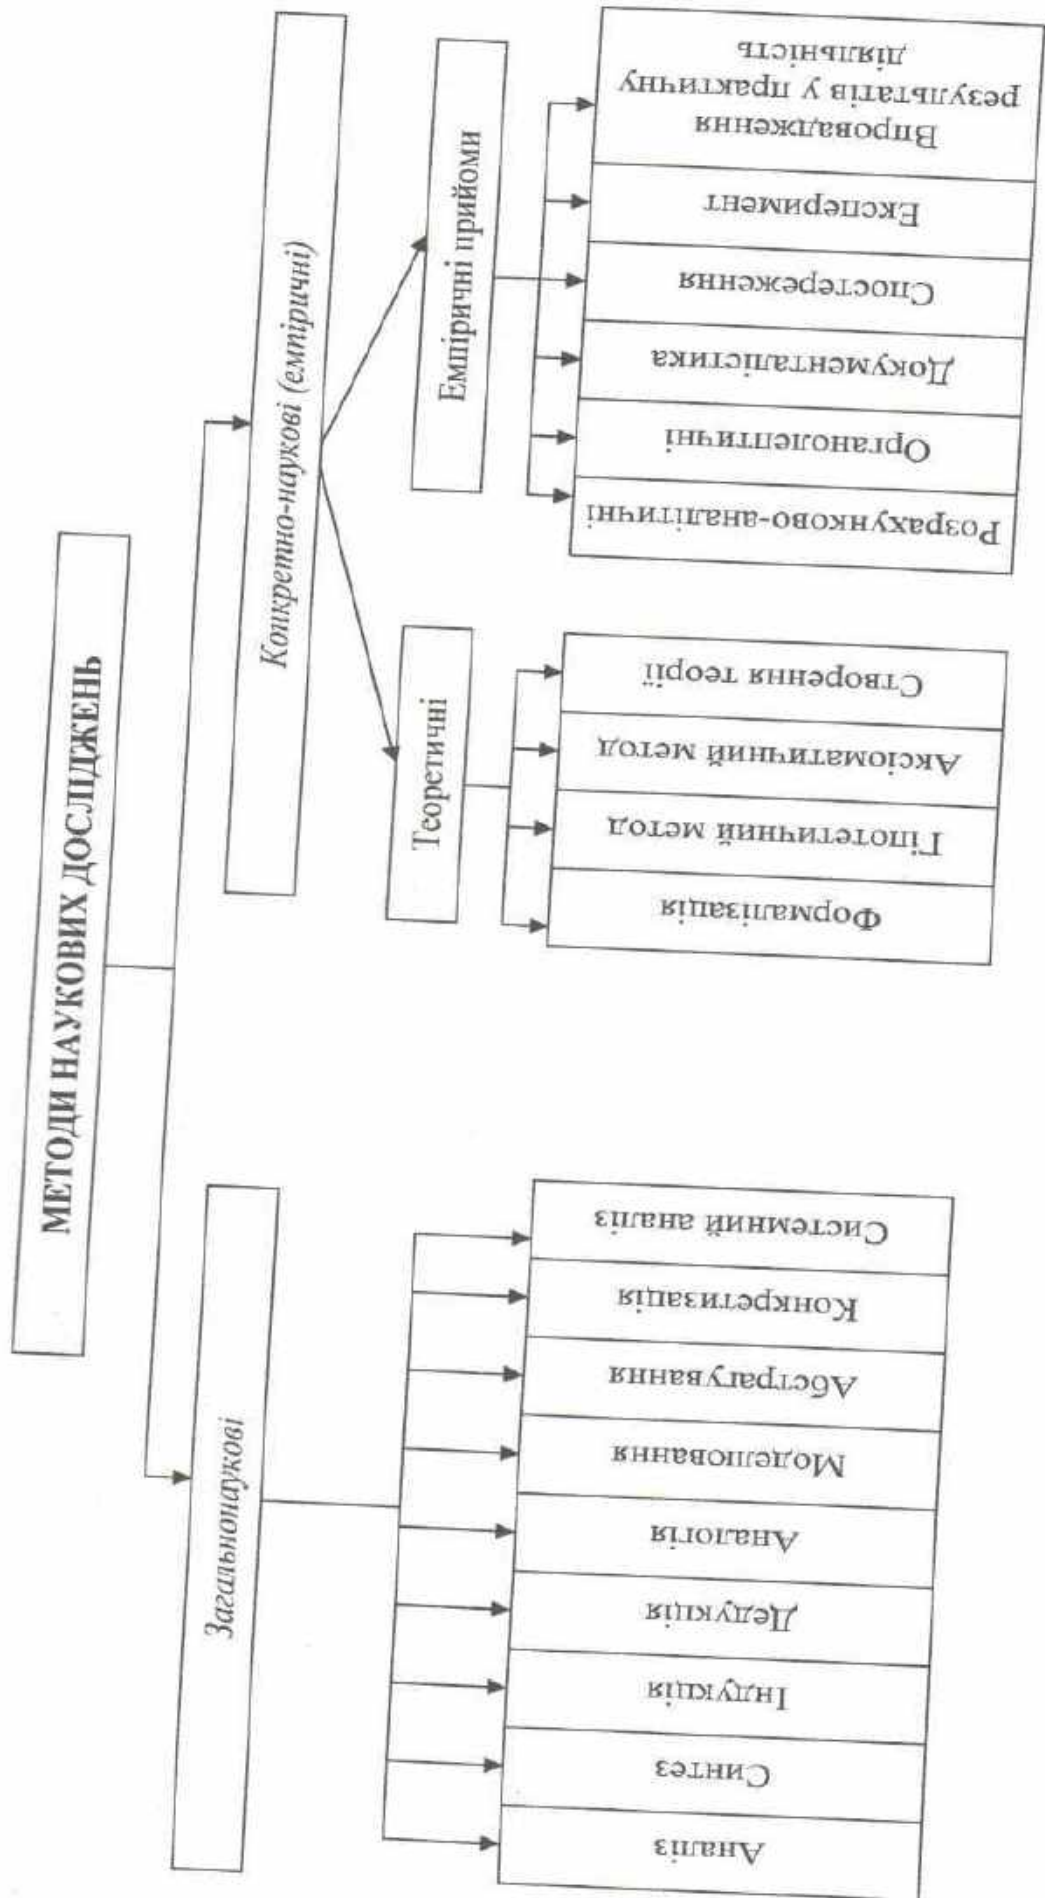 МЕТОДИ НАУКОВИХ ДОСЛІДЖЕНЬ
Загальнонаукові
Конкретно-наукові (емпіричні)
Теоретичні
Емпіричні прийоми
Аналіз
Синтез
Індукція
Дедукція
Аналогія
Моделювання
Абстрагування
Конкретизація
Системний аналіз
Формалізація
Гіпотетичний метод
Аксіоматичний метод
Створення теорії
Розрахунково-аналітичні
Органолептичні
Документалістика
Спостереження
Експеримент
Впровадження
результатів у практичну
діяльність